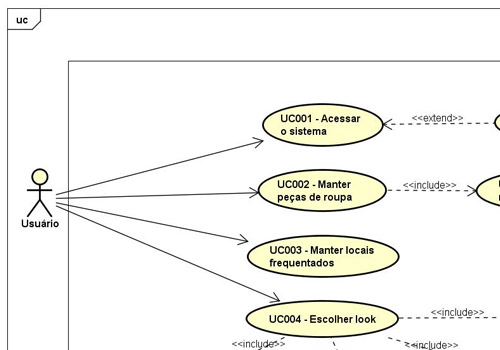 uc
UC001 - Acessar
o sistema
<<extend>>
UC002 - Manter
peças de roupa
<<include>>
Usuário
UC003 - Manter locais
frequentados
UC004 - Escolher look
<<include>>
<<include>>
<<include>>